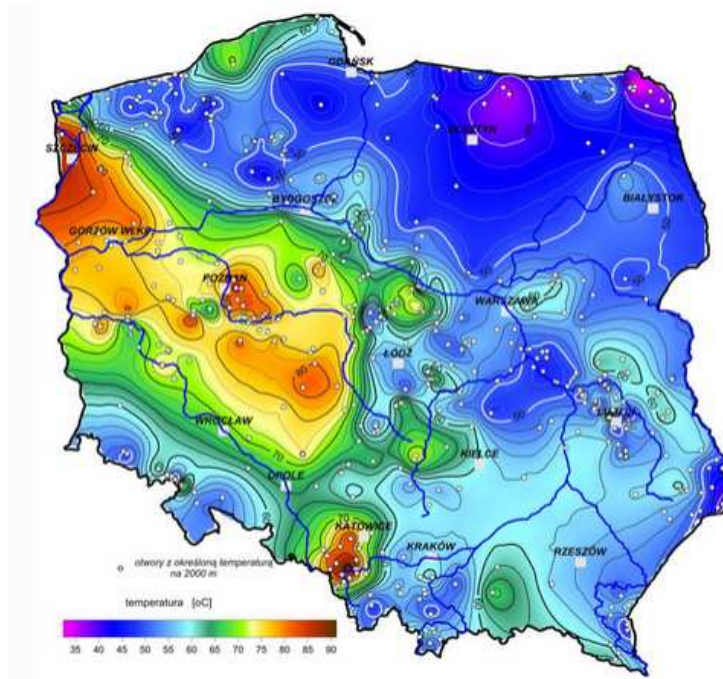 GDAŃSK
OLSZTYN
SZCZECIN
BIAŁYSTOK
BYDGOSZCZ
GORZÓW WLKP
POZNAŃ
WARSZAWA
ŁÓDŹ
LUBLIN
WROCŁAW
KIELCE
OPOLE
KATOWICE
KRAKÓW
RZESZÓW
otwory z określoną temperaturą
na 2000 m
temperatura [oC]
35 40 45 50 55 60 65 70 75 80 85 90